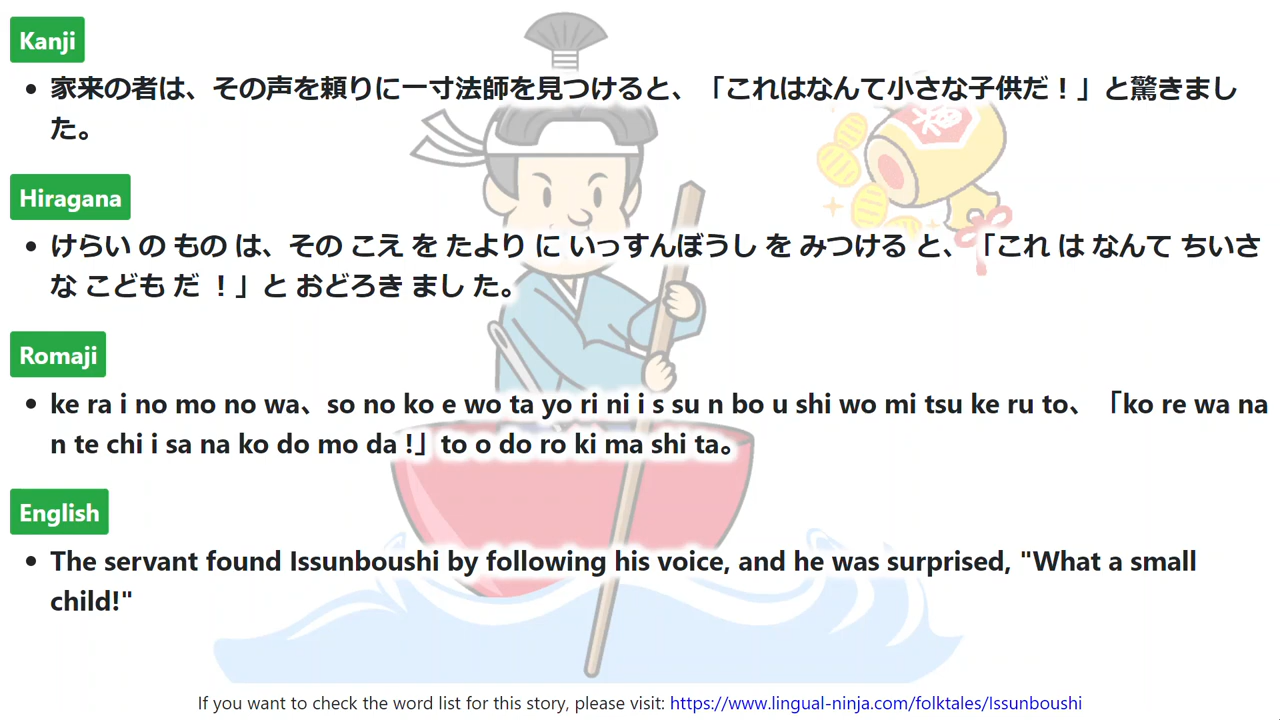 Kanji
家来の者は、その声を頼りに一寸法師を見つけると、「これはなんて小さな子供だ！」と驚きまし
た。
Hiragana
けらい の もの は、その こえ を たより に いっすんぼうし を みつける と、「これ は なんて ちいさ
な こども だ ！」と おどろき まし た。
Romaji
ke ra i no mo no wa、so no ko e wo ta yo ri ni i s su n bo u shi wo mi tsu ke ru to、「ko re wa na
n te chi i sa na ko do mo da !」to o do ro ki ma shi ta。
English
The servant found Issunboushi by following his voice, and he was surprised, "What a small
child!"
福
If you want to check the word list for this story, please visit: https://www.lingual-ninja.com/folktales/Issunboushi